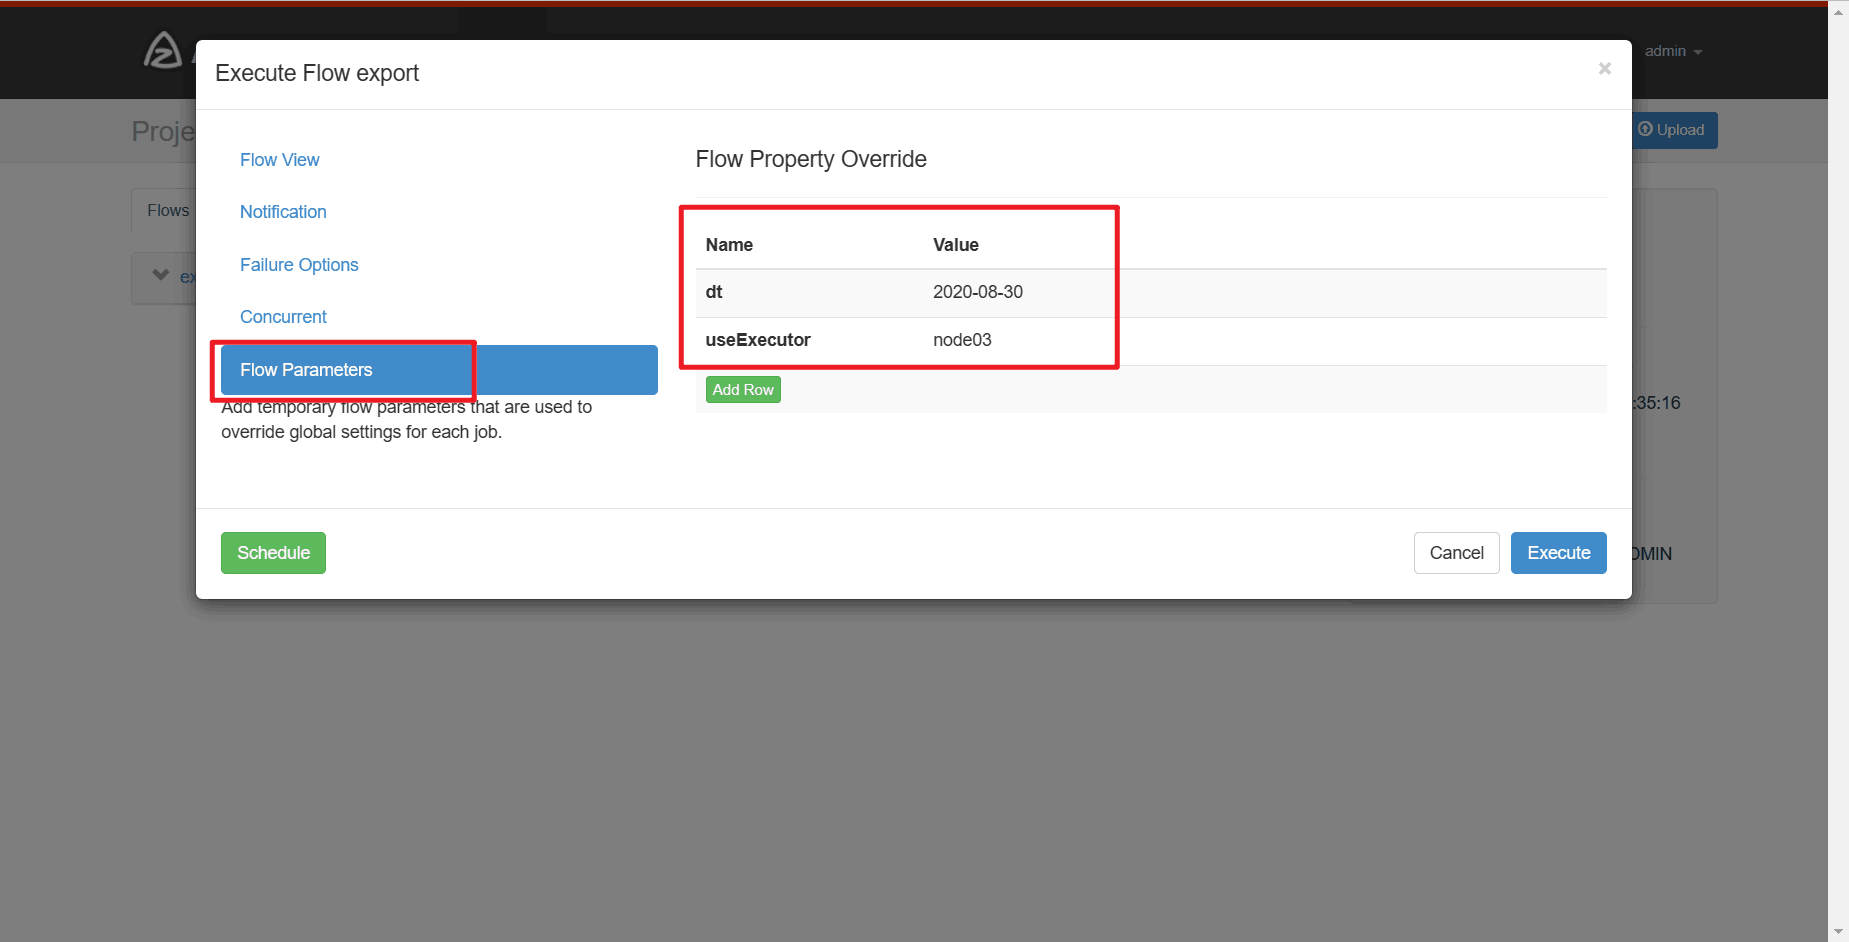 admin
Execute Flow export
×
Proje
Upload
Flows
ex
Flow View
Notification
Failure Options
Concurrent
Flow Parameters
Add temporary flow parameters that are used to
override global settings for each job.
Flow Property Override
Name Value
dt 2020-08-30
useExecutor node03
Add Row
:35:16
Schedule
Cancel
Execute
DMIN